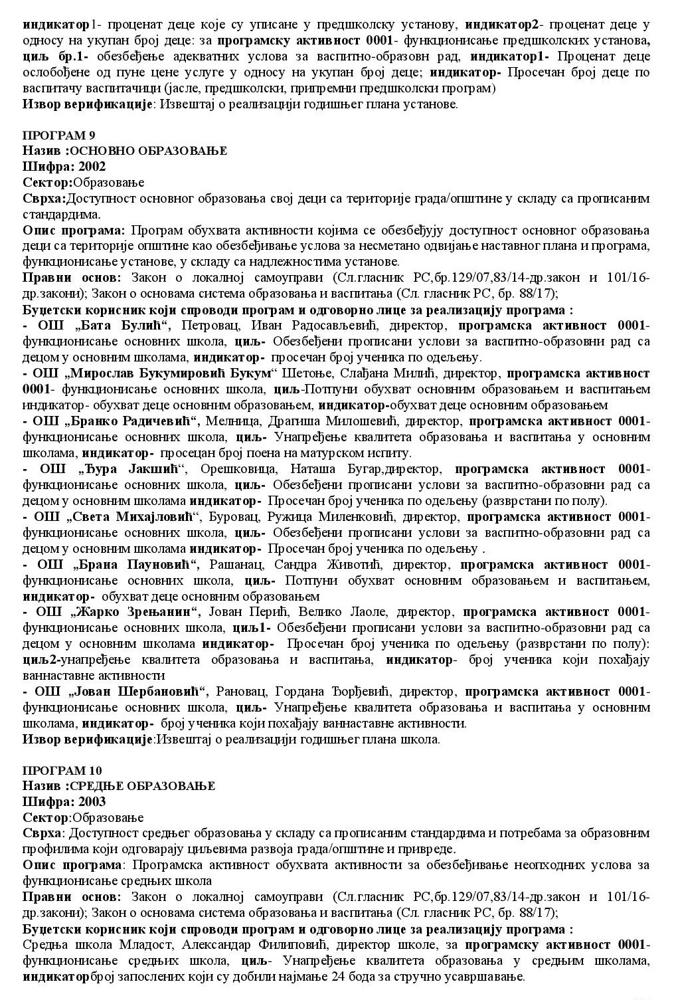 индикатор1- проценат деце које су уписане у предшколску установу, индикатор2- проценат деце у
односу на укупан број деце: за програмску активност 0001- функционисање предшколских установа,
циљ бр.1- обезбеђење адекватних услова за васпитно-образовн рад, индикатор1- Проценат деце
ослобођене од пуне цене услуге у односу на укупан број деце; индикатор- Просечан број деце по
васпитачу васпитачици (јасле, предшколски, припремни предшколски програм)
Извор верификације: Извештај о реализацији годишњег плана установе.
ПРОГРАМ 9
Назив :ОСНОВНО ОБРАЗОВАЊЕ
Шифра: 2002
Сектор:Образовање
Сврха:Доступност основног образовања свој деци са територије града/општине у складу са прописаним
стандардима.
Опис програма: Програм обухвата активности којима се обезбеђују доступност основног образовања
деци са територије општине као обезбеђивање услова за несметано одвијање наставног плана и програма,
функционисање установе, у складу са надлежностима установе.
Правни основ: Закон о локалној самоуправи (Сл.гласник РС,бр.129/07,83/14-др.закон и 101/16-
др.закони); Закон о основама система образовања и васпитања (Сл. гласник РС, бр. 88/17);
Буџетски корисник који спроводи програм и одговорно лице за реализацију програма :
- ОШ „Бата Булић“, Петровац, Иван Радосављевић, директор, програмска активност 0001-
функционисање основних школа, циљ- Обезбеђени прописани услови за васпитно-образовни рад са
децом у основним школама, индикатор- просечан број ученика по одељењу.
- ОШ „Мирослав Букумировић Букум“ Шетоње, Слађана Милић, директор, програмска активност
0001- функционисање основних школа, циљ-Потпуни обухват основним образовањем и васпитањем
индикатор- обухват деце основним образовањем, индикатор-обухват деце основним образовањем
- ОШ „Бранко Радичевић“, Мелница, Драгиша Милошевић, директор, програмска активност 0001-
функционисање основних школа, циљ- Унапређење квалитета образовања и васпитања у основним
школама, индикатор- просецан број поена на матурском испиту.
- ОШ „Ђура Јакшић“, Орешковица, Наташа Бугар,директор, програмска активност 0001-
функционисање основних школа, циљ- Обезбеђени прописани услови за васпитно-образовни рад са
децом у основним школама индикатор- Просечан број ученика по одељењу (разврстани по полу).
- ОШ „Света Михајловић“, Буровац, Ружица Миленковић, директор, програмска активност 0001-
функционисање основних школа, циљ- Обезбеђени прописани услови за васпитно-образовни рад са
децом у основним школама индикатор- Просечан број ученика по одељењу .
- ОШ „Брана Пауновић“, Рашанац, Сандра Животић, директор, програмска активност 0001-
функционисање основних школа, циљ- Потпуни обухват основним образовањем и васпитањем,
индикатор- обухват деце основним образовањем
- ОШ „Жарко Зрењанин“, Јован Перић, Велико Лаоле, директор, програмска активност 0001-
функционисање основних школа, циљ1- Обезбеђени прописани услови за васпитно-образовни рад са
децом у основним школама индикатор- Просечан број ученика по одељењу (разврстани по полу):
циљ2-унапређење квалитета образовања и васпитања, индикатор- број ученика који похађају
ваннаставне активности
- ОШ „Јован Шербановић“, Рановац, Гордана Ђорђевић, директор, програмска активност 0001-
функционисање основних школа, циљ- Унапређење квалитета образовања и васпитања у основним
школама, индикатор- број ученика који похађају ваннаставне активности.
Извор верификације:Извештај о реализацији годишњег плана школа.
ПРОГРАМ 10
Назив :СРЕДЊЕ ОБРАЗОВАЊЕ
Шифра: 2003
Сектор:Образовање
Сврха: Доступност средњег образовања у складу са прописаним стандардима и потребама за образовним
профилима који одговарају циљевима развоја града/општине и привреде.
Опис програма: Програмска активност обухвата активности за обезбеђивање неопходних услова за
функционисање средњих школа
Правни основ: Закон о локалној самоуправи (Сл.гласник РС,бр.129/07,83/14-др.закон и 101/16-
др.закони); Закон о основама система образовања и васпитања (Сл. гласник РС, бр. 88/17);
Буџетски корисник који спроводи програм и одговорно лице за реализацију програма :
Средња школа Младост, Александар Филиповић, директор школе, за програмску активност 0001-
функционисање средњих школа, циљ- Унапређење квалитета образовања у средњим школама,
индикаторброј запослених који су добили најмање 24 бода за стручно усавршавање.